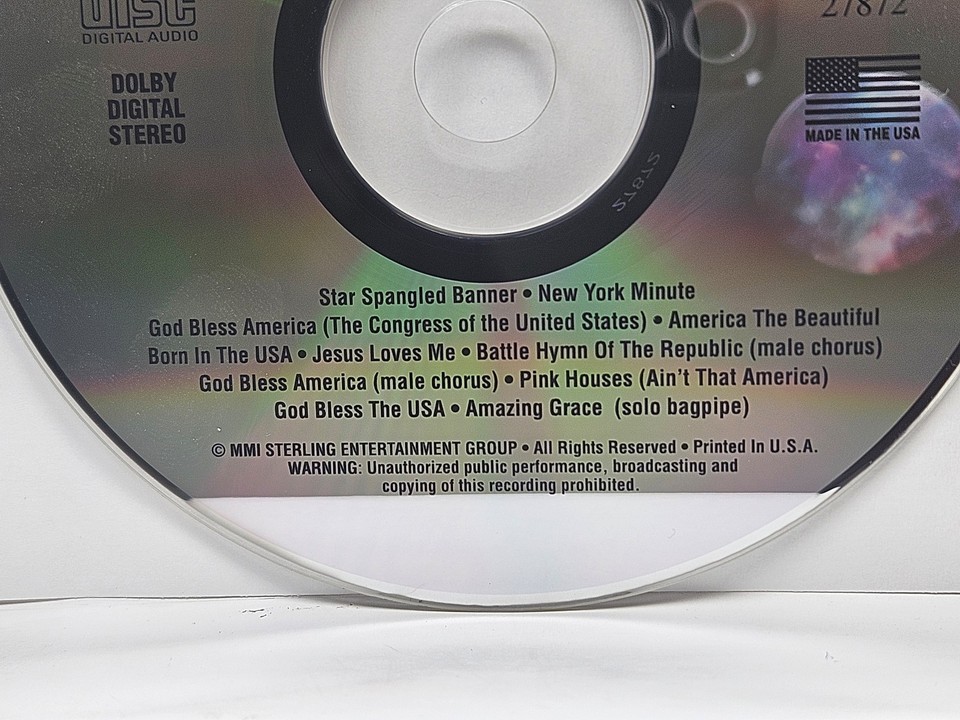 disc
DIGITAL AUDIO
27872
DOLBY
DIGITAL
STEREO
MADE IN THE USA
27872
Star Spangled Banner • New York Minute
God Bless America (The Congress of the United States) • America The Beautiful
Born In The USA • Jesus Loves Me • Battle Hymn Of The Republic (male chorus)
God Bless America (male chorus) • Pink Houses (Ain't That America)
God Bless The USA • Amazing Grace (solo bagpipe)
© MMI STERLING ENTERTAINMENT GROUP • All Rights Reserved • Printed In U.S.A.
WARNING: Unauthorized public performance, broadcasting and
copying of this recording prohibited.